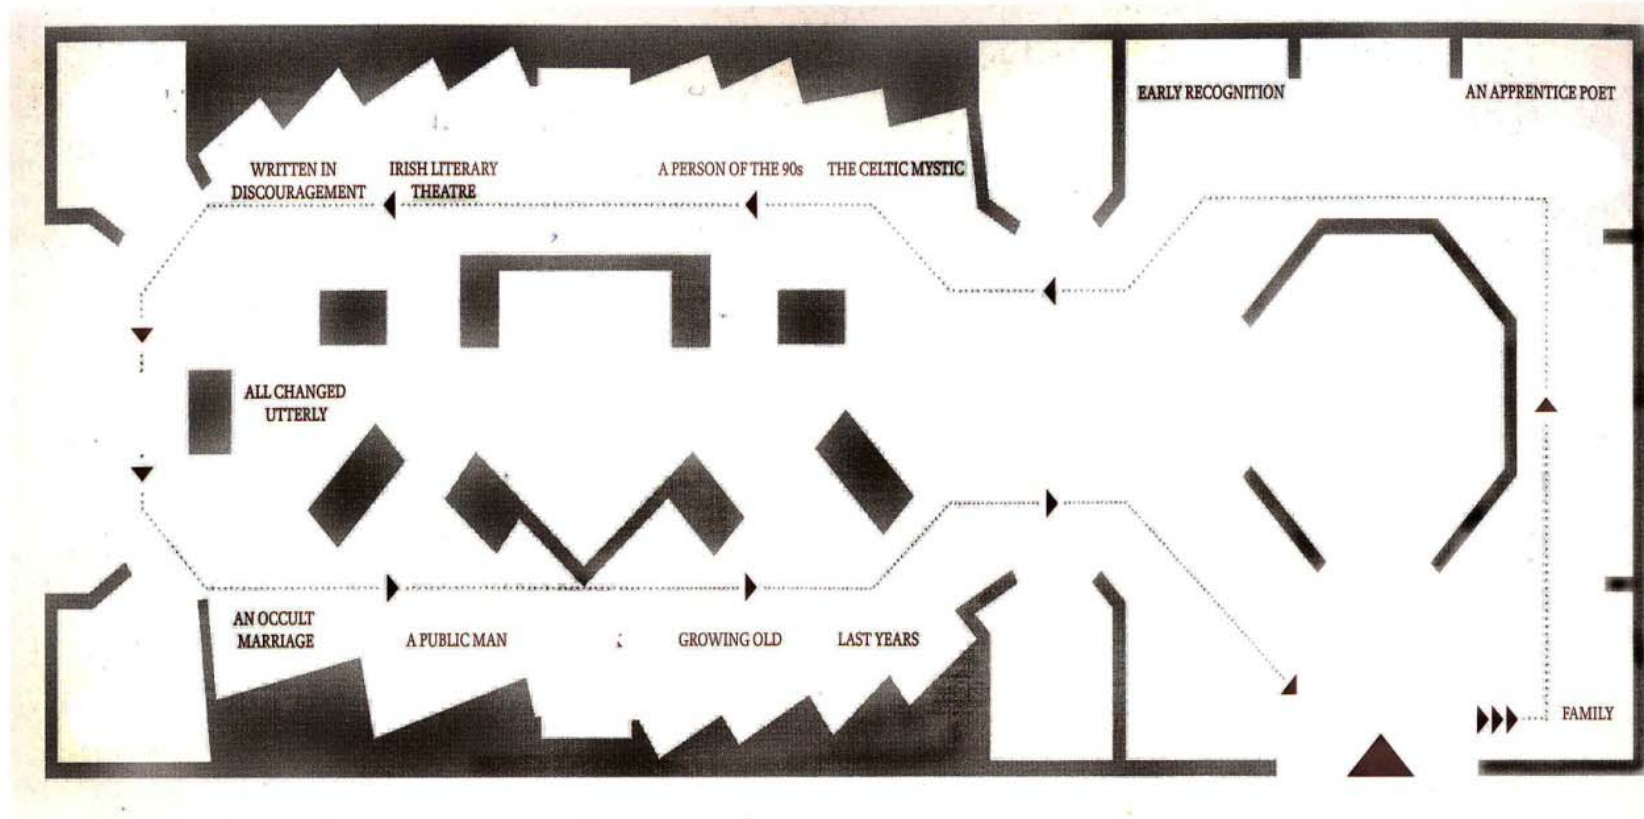 EARLY RECOGNITION
AN APPRENTICE POET
WRITTEN IN
DISCOURAGEMENT
IRISH LITERARY
THEATRE
A PERSON OF THE 90s
THE CELTIC MYSTIC
ALL CHANGED
UTTERLY
AN OCCULT
MARRIAGE
A PUBLIC MAN
GROWING OLD
LAST YEARS
FAMILY